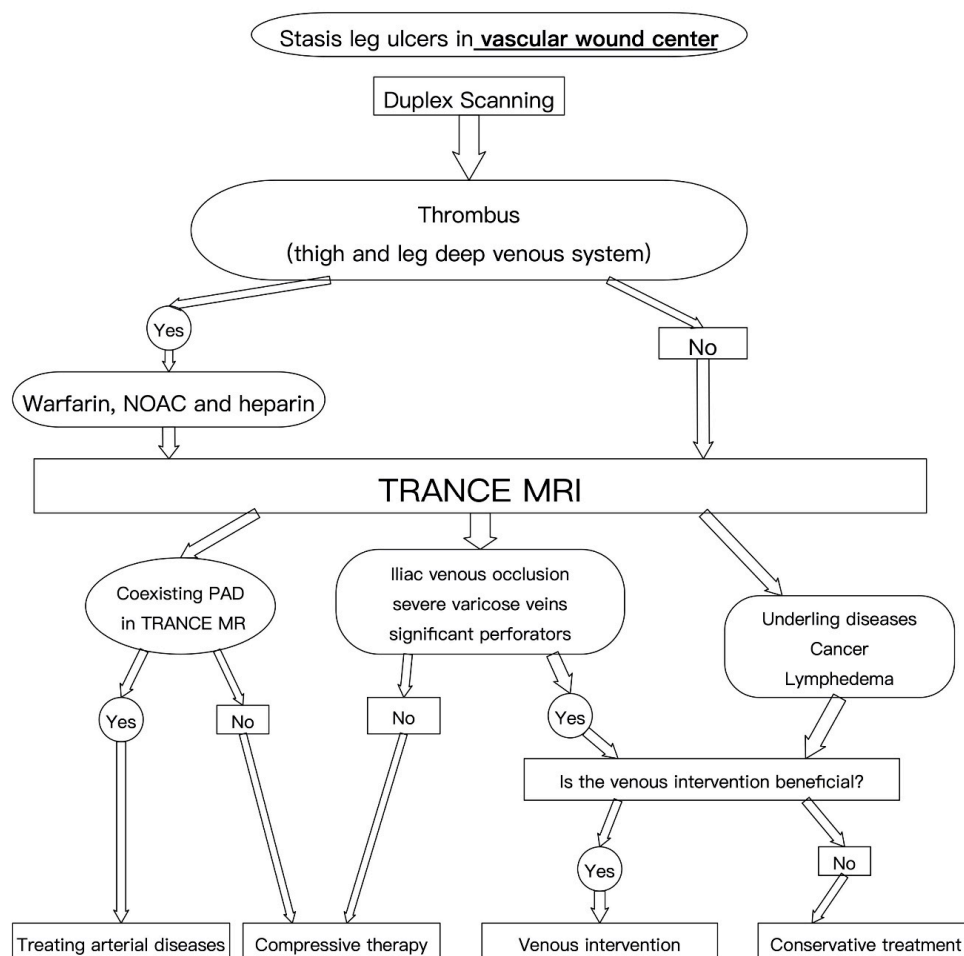 Stasis leg ulcers in vascular wound center
Duplex Scanning
Thrombus
(thigh and leg deep venous system)
Yes
No
Warfarin, NOAC and heparin
TRANCE MRI
Coexisting PAD
in TRANCE MR
Iliac venous occlusion
severe varicose veins
significant perforators
Underling diseases
Cancer
Lymphedema
Yes
No
No
Yes
Is the venous intervention beneficial?
Yes
No
Treating arterial diseases
Compressive therapy
Venous intervention
Conservative treatment